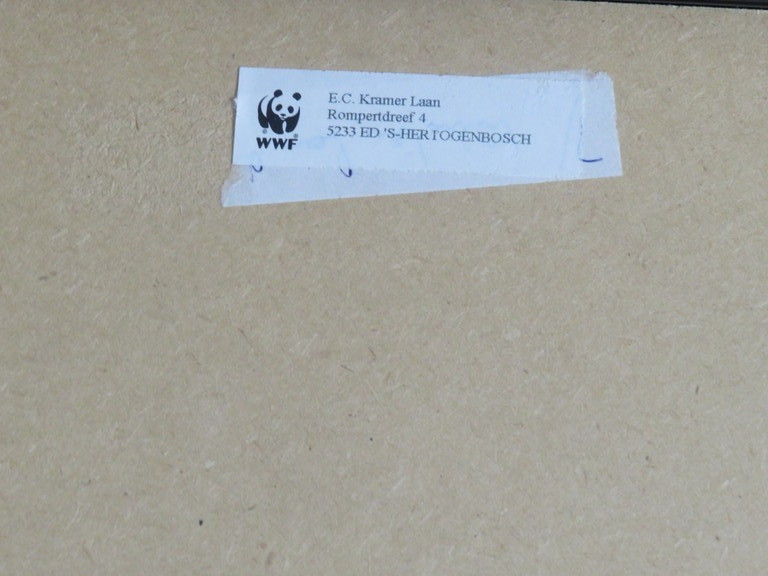 E.C. Kramer Laan
Rompertdreef 4
5233 ED 'S-HERTOGENBOSCH
WWF